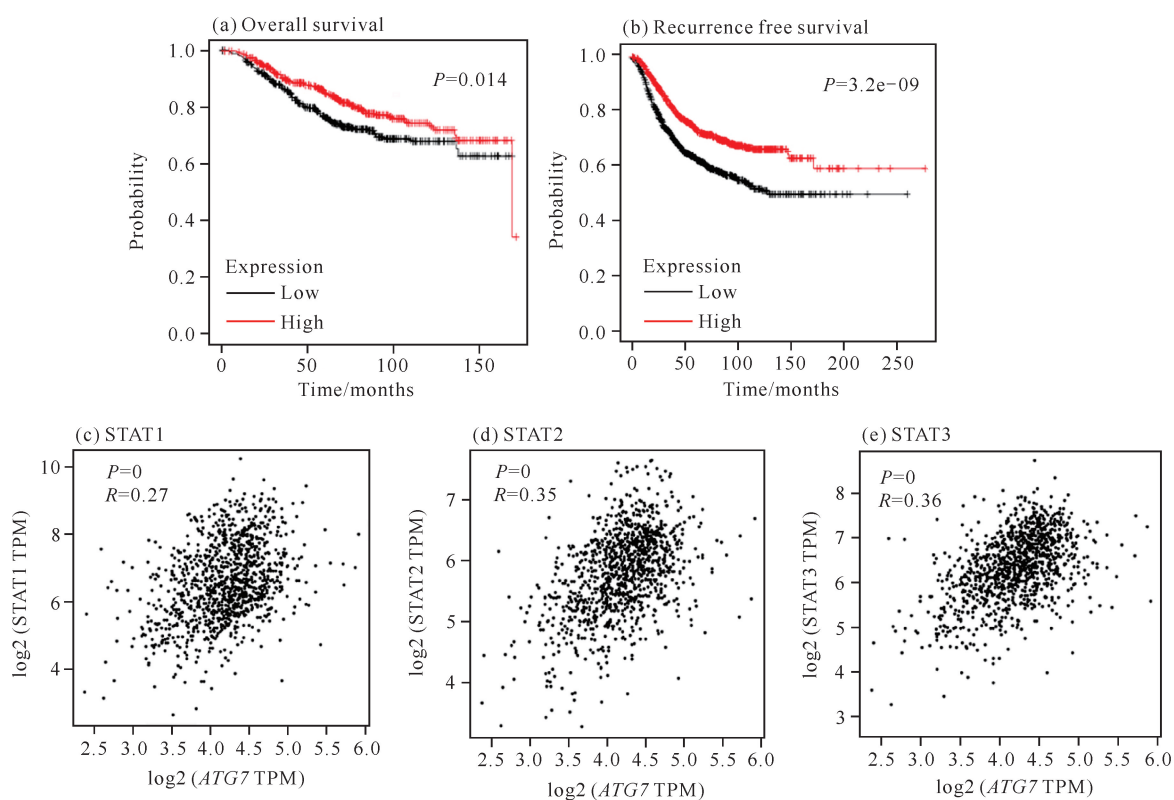 (a) Overall survival
P=0.014
1.0
0.8
0.6
0.4
0.2
0.0
Probability
Expression
Low
High
0 50 100 150
Time/months
(b) Recurrence free survival
P=3.2e−09
1.0
0.8
0.6
0.4
0.2
0.0
Probability
Expression
Low
High
0 50 100 150 200 250
Time/months
(c) STAT1
P=0
R=0.27
10
8
6
4
log2 (STAT1 TPM)
2.5 3.0 3.5 4.0 4.5 5.0 5.5 6.0
log2 (ATG7 TPM)
(d) STAT2
P=0
R=0.35
7
6
5
4
log2 (STAT2 TPM)
2.5 3.0 3.5 4.0 4.5 5.0 5.5 6.0
log2 (ATG7 TPM)
(e) STAT3
P=0
R=0.36
8
7
6
5
4
3
log2 (STAT3 TPM)
2.5 3.0 3.5 4.0 4.5 5.0 5.5 6.0
log2 (ATG7 TPM)